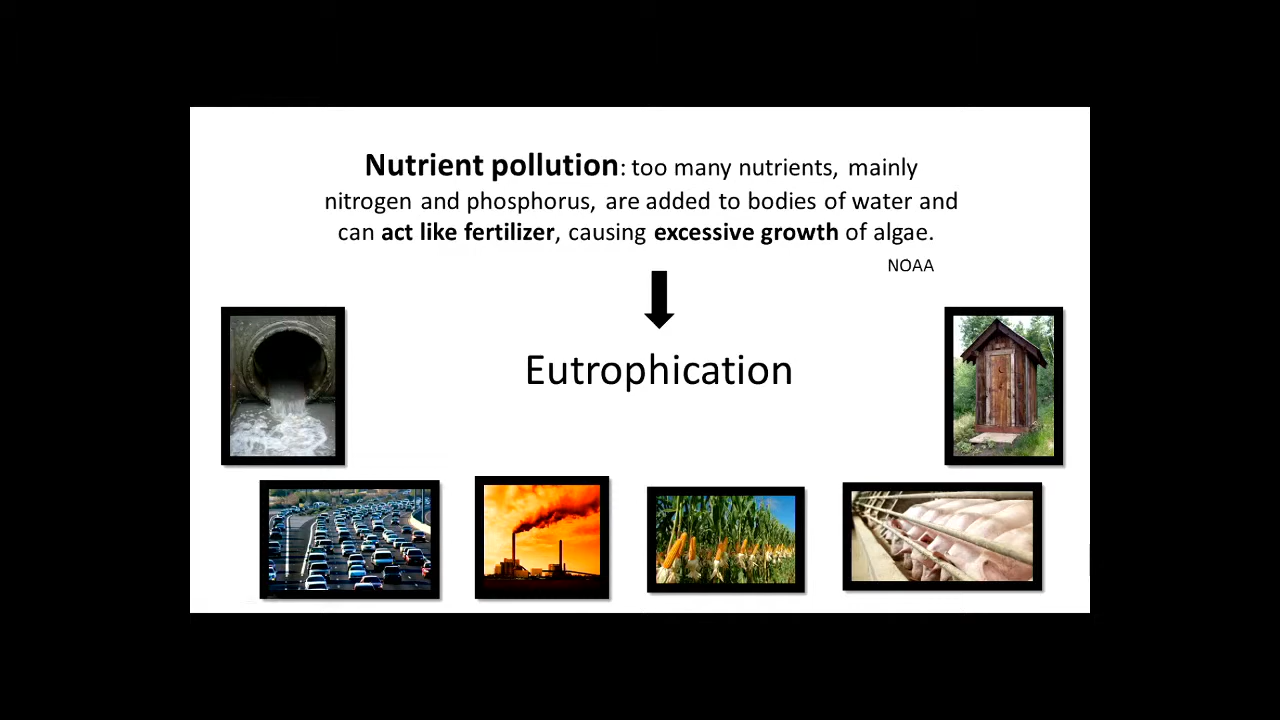 Nutrient pollution: too many nutrients, mainly
nitrogen and phosphorus, are added to bodies of water and
can act like fertilizer, causing excessive growth of algae.
NOAA
Eutrophication